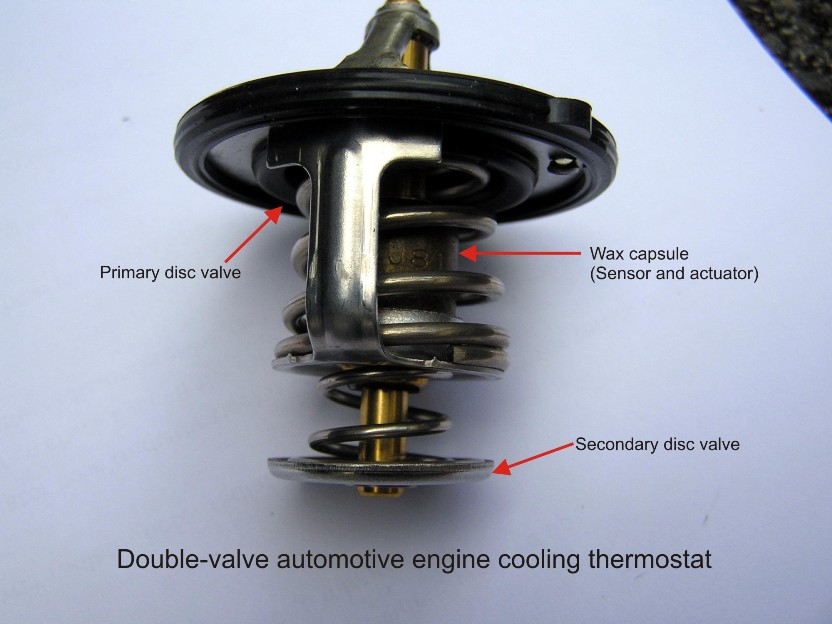 Primary disc valve
Wax capsule
(Sensor and actuator)
Secondary disc valve
Double-valve automotive engine cooling thermostat